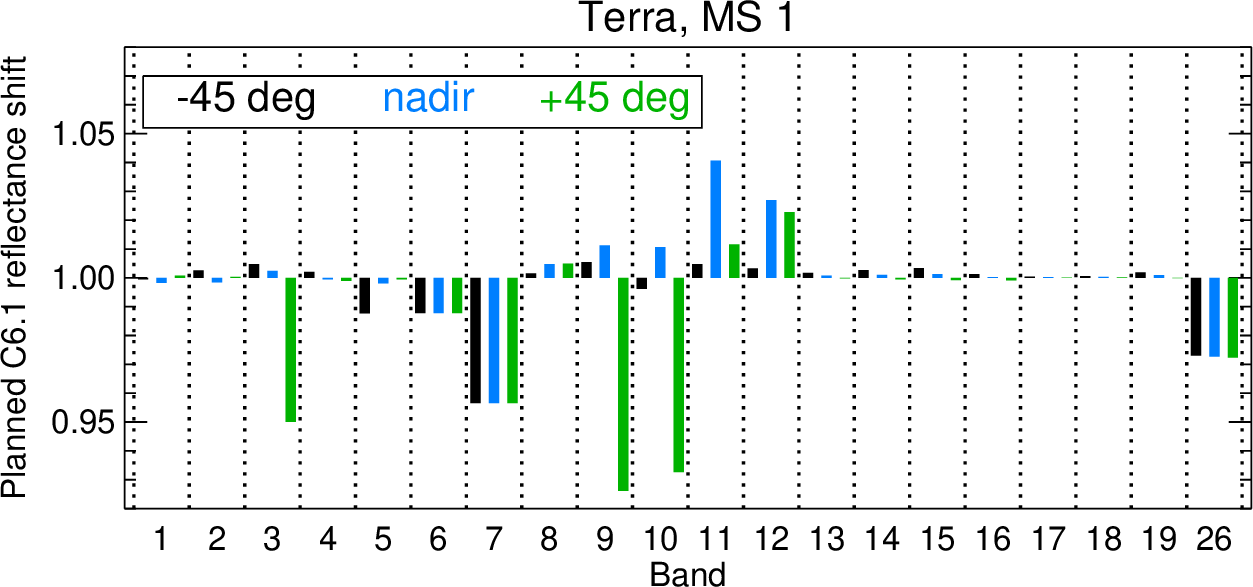 Terra, MS 1
Planned C6.1 reflectance shift
-45 deg nadir +45 deg
1.05
1.00
0.95
1 2 3 4 5 6 7 8 9 10 11 12 13 14 15 16 17 18 19 26
Band